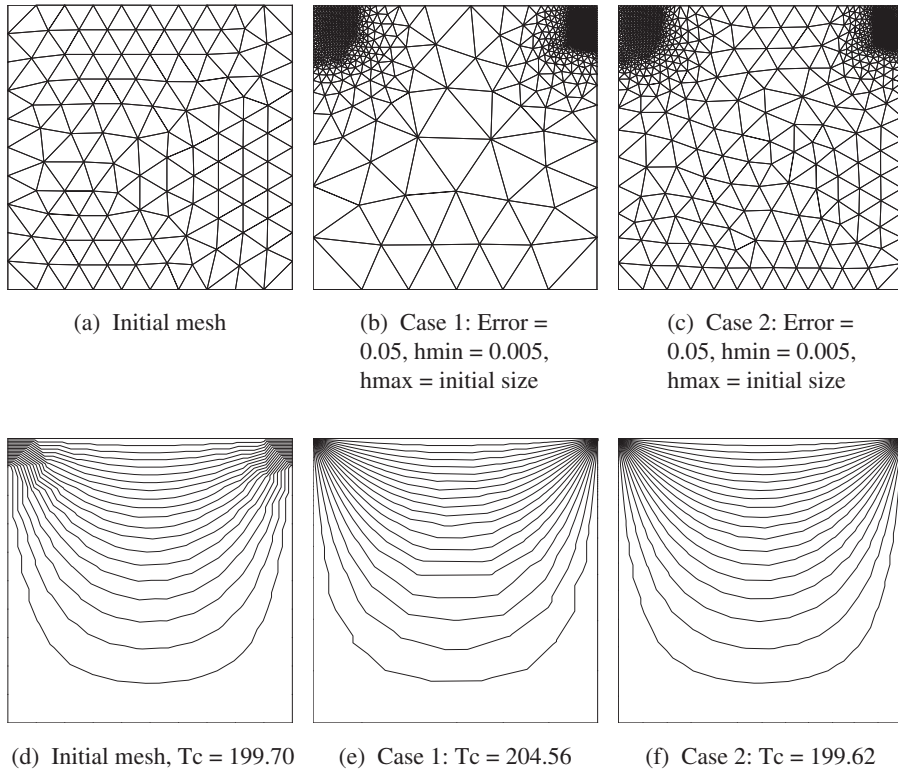 (a) Initial mesh
(b) Case 1: Error =
0.05, hmin = 0.005,
hmax = initial size
(c) Case 2: Error =
0.05, hmin = 0.005,
hmax = initial size
(d) Initial mesh, Tc = 199.70
(e) Case 1: Tc = 204.56
(f) Case 2: Tc = 199.62